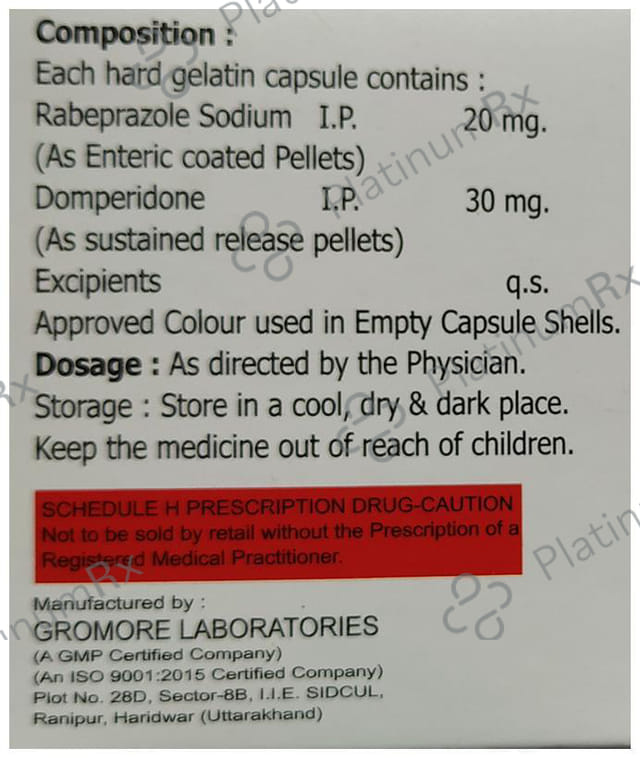 Composition :
Each hard gelatin capsule contains :
Rabeprazole Sodium I.P. 20 mg.
(As Enteric coated Pellets)
Domperidone I.P. 30 mg.
(As sustained release pellets)
Excipients q.s.
Approved Colour used in Empty Capsule Shells.
Dosage : As directed by the Physician.
Storage : Store in a cool, dry & dark place.
Keep the medicine out of reach of children.
SCHEDULE H PRESCRIPTION DRUG-CAUTION
Not to be sold by retail without the Prescription of a
Registered Medical Practitioner.
Manufactured by :
GROMORE LABORATORIES
(A GMP Certified Company)
(An ISO 9001:2015 Certified Company)
Plot No. 28D, Sector-8B, I.I.E. SIDCUL,
Ranipur, Haridwar (Uttarakhand)
PlatinumRx